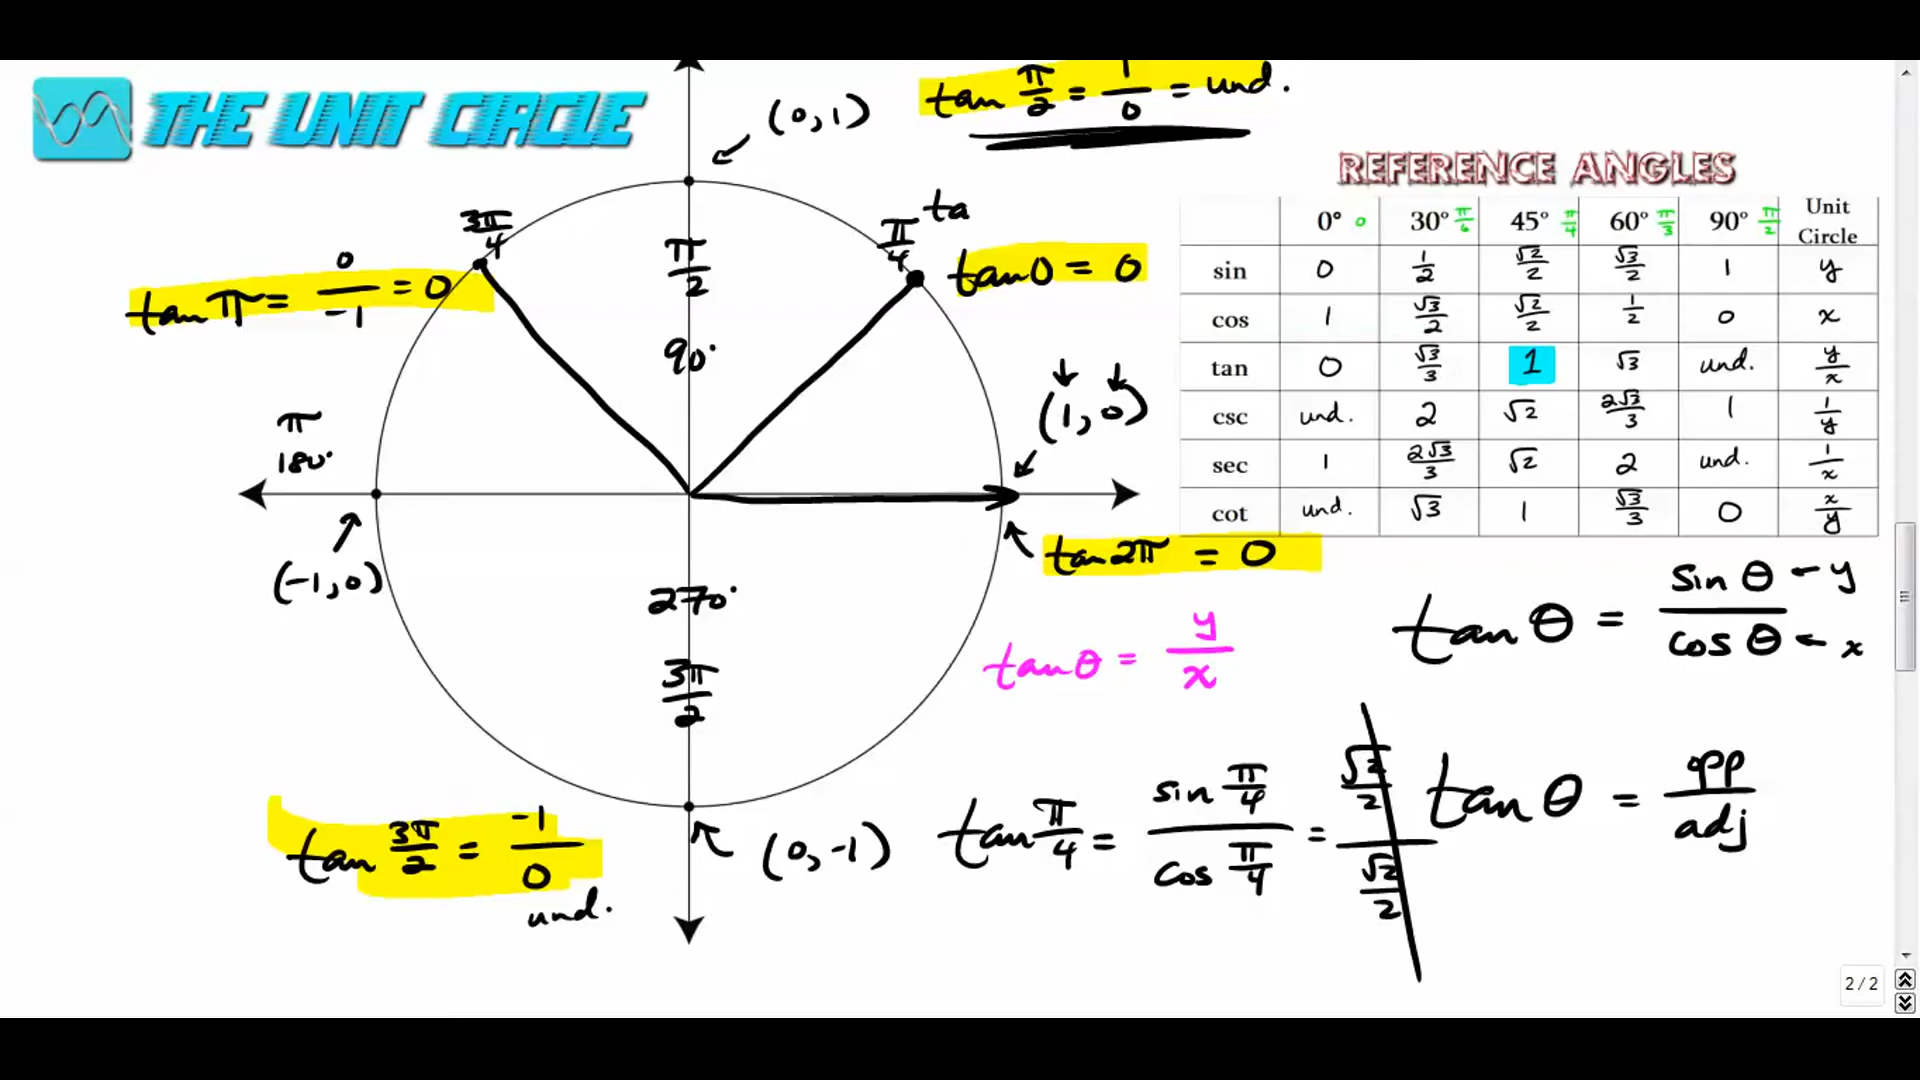 THE UNIT CIRCLE
tan π/2 = 1/0 = und.
(0,1)
REFERENCE ANGLES
0° 0 30° π/6 45° π/4 60° π/3 90° π/2 Unit Circle
sin 0 1/2 √2/2 √3/2 1 y
cos 1 √3/2 √2/2 1/2 0 x
tan 0 √3/3 1 √3 und. y/x
csc und. 2 √2 2√3/3 1 1/y
sec 1 2√3/3 √2 2 und. 1/x
cot und. √3 1 √3/3 0 x/y
3π/4
π/2
π/4
ta
tan 0 = 0
tan π = 0/-1 = 0
90°
(1,0)
π
180°
(-1,0)
tan 2π = 0
270°
3π/2
tan θ = y/x
tan θ = sin θ/cos θ
y
x
tan 3π/2 = -1/0
und.
(0,-1)
tan π/4 = sin π/4 / cos π/4 = √2/2 / √2/2
tan θ = opp/adj
2 / 2